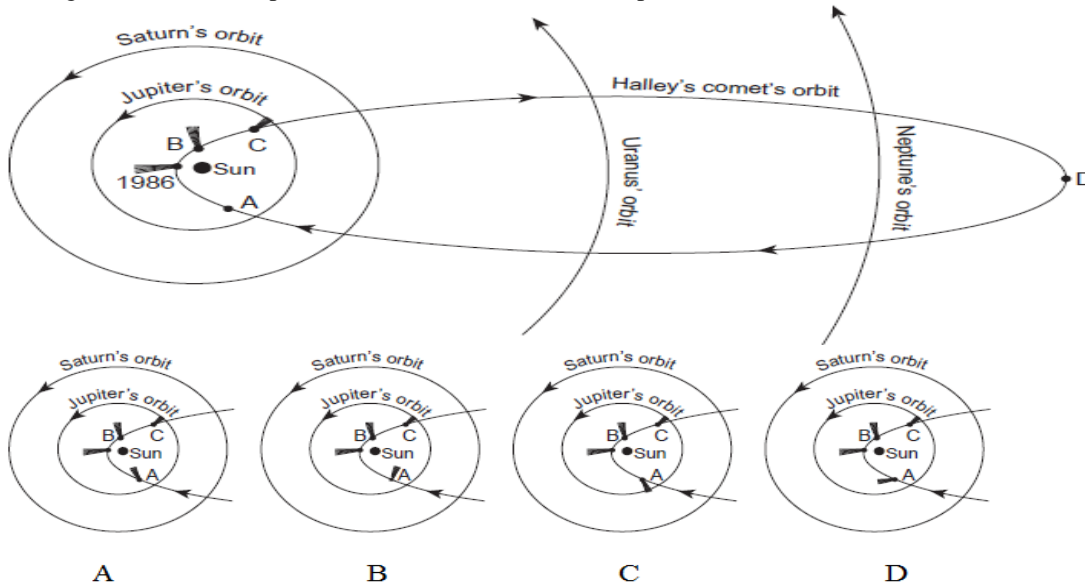 Saturn's orbit
Jupiter's orbit
Halley's comet's orbit
B
C
Sun
1986
A
Uranus' orbit
Neptune's orbit
D
Saturn's orbit
Saturn's orbit
Saturn's orbit
Saturn's orbit
Jupiter's orbit
Jupiter's orbit
Jupiter's orbit
Jupiter's orbit
B C
B C
B C
B C
Sun
Sun
Sun
Sun
A
A
A
A
A B C D